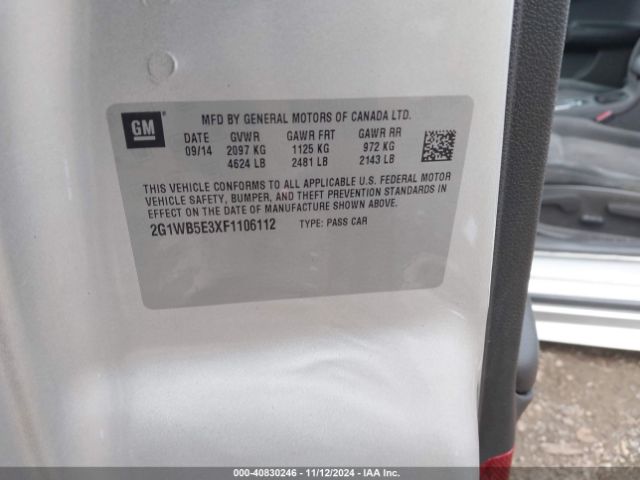 GM
MFD BY GENERAL MOTORS OF CANADA LTD.
DATE GVWR GAWR FRT GAWR RR
09/14 2097 KG 1125 KG 972 KG
4624 LB 2481 LB 2143 LB
THIS VEHICLE CONFORMS TO ALL APPLICABLE U.S. FEDERAL MOTOR
VEHICLE SAFETY, BUMPER, AND THEFT PREVENTION STANDARDS IN
EFFECT ON THE DATE OF MANUFACTURE SHOWN ABOVE.
2G1WB5E3XF1106112 TYPE: PASS CAR
000-40830246 - 11/12/2024 - IAA Inc.